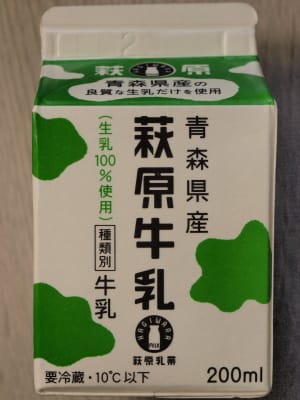 萩原
青森県産の
良質な生乳だけを使用
青森県産
萩原牛乳
(生乳100%使用)
種類別 牛乳
HAGIWARA
MILK
萩原乳業
要冷蔵・10℃以下
200ml